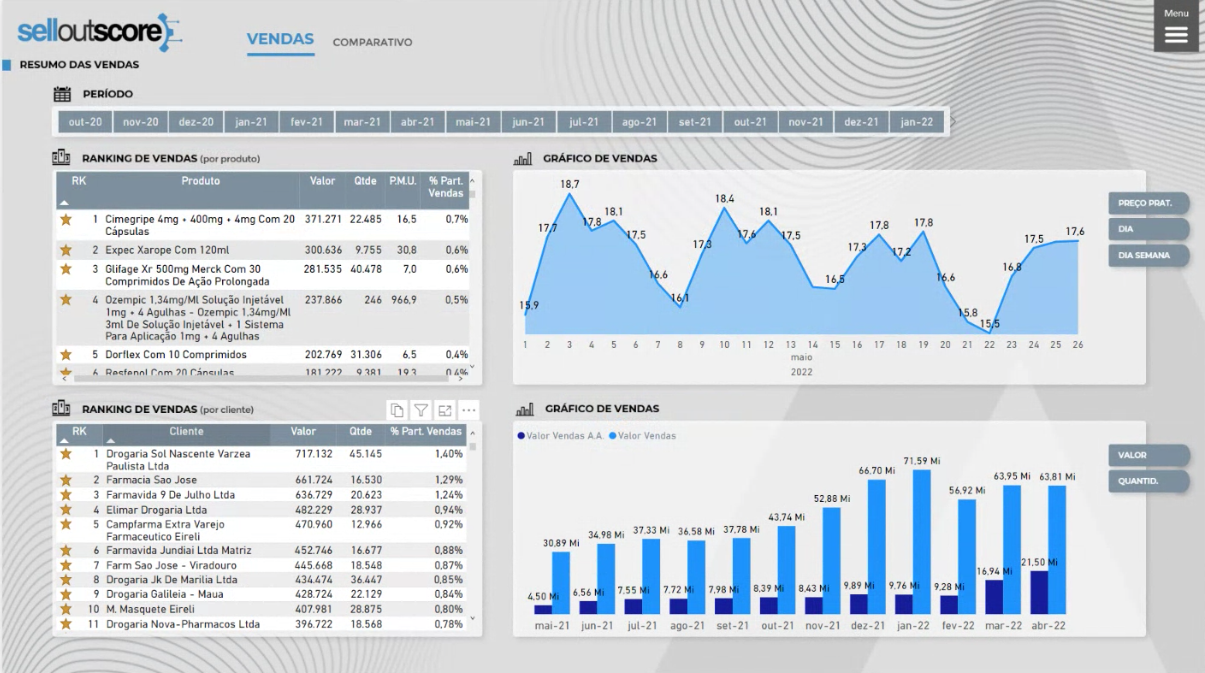 selloutscore
VENDAS COMPARATIVO
Menu
RESUMO DAS VENDAS
PERÍODO
out-20 nov-20 dez-20 jan-21 fev-21 mar-21 abr-21 mai-21 jun-21 jul-21 ago-21 set-21 out-21 nov-21 dez-21 jan-22
RANKING DE VENDAS (por produto)
RK Produto Valor Qtde P.M.U. % Part.
Vendas
1 Cimegripe 4mg + 400mg + 4mg Com 20 371.271 22.485 16,5 0,7%
Cápsulas
2 Expec Xarope Com 120ml 300.636 9.755 30,8 0,6%
3 Glifage Xr 500mg Merck Com 30 281.535 40.478 7,0 0,6%
Comprimidos De Ação Prolongada
4 Ozempic 1,34mg/Ml Solução Injetável 237.866 246 966,9 0,5%
1mg + 4 Agulhas - Ozempic 1,34mg/Ml
3ml De Solução Injetável + 1 Sistema
Para Aplicação 1mg + 4 Agulhas
5 Dorflex Com 10 Comprimidos 202.769 31.306 6,5 0,4%
6 Resfenol Com 20 Cápsulas 181.222 9.381 19,3 0,4%
GRÁFICO DE VENDAS
15,9 17,7 18,7 17,8 18,1 17,5 16,6 16,1 17,3 18,4 17,6 18,1 17,5 16,5 17,3 17,8 17,2 17,8 16,6 15,8 15,5 16,8 17,5 17,6
1 2 3 4 5 6 7 8 9 10 11 12 13 14 15 16 17 18 19 20 21 22 23 24 25 26
maio
2022
PREÇO PRAT.
DIA
DIA SEMANA
RANKING DE VENDAS (por cliente)
RK Cliente Valor Qtde % Part. Vendas
1 Drogaria Sol Nascente Varzea 717.132 45.145 1,40%
Paulista Ltda
2 Farmacia Sao Jose 661.724 16.530 1,29%
3 Farmavida 9 De Julho Ltda 636.729 20.623 1,24%
4 Elimar Drogaria Ltda 482.229 28.937 0,94%
5 Campfarma Extra Varejo 470.960 12.966 0,92%
Farmaceutico Eireli
6 Farmavida Jundiai Ltda Matriz 452.746 16.677 0,88%
7 Farm Sao Jose - Viradouro 445.668 18.548 0,87%
8 Drogaria Jk De Marilia Ltda 434.474 36.447 0,85%
9 Drogaria Galileia - Maua 428.724 22.129 0,84%
10 M. Masquete Eireli 407.981 28.875 0,80%
11 Drogaria Nova-Pharmacos Ltda 396.722 18.568 0,78%
GRÁFICO DE VENDAS
Valor Vendas A.A. Valor Vendas
30,89 Mi 34,98 Mi 37,33 Mi 36,58 Mi 37,78 Mi 43,74 Mi 52,88 Mi 66,70 Mi 71,59 Mi 56,92 Mi 63,95 Mi 63,81 Mi
4,50 Mi 6,56 Mi 7,55 Mi 7,72 Mi 7,98 Mi 8,39 Mi 8,43 Mi 9,89 Mi 9,76 Mi 9,28 Mi 16,94 Mi 21,50 Mi
mai-21 jun-21 jul-21 ago-21 set-21 out-21 nov-21 dez-21 jan-22 fev-22 mar-22 abr-22
VALOR
QUANTID.